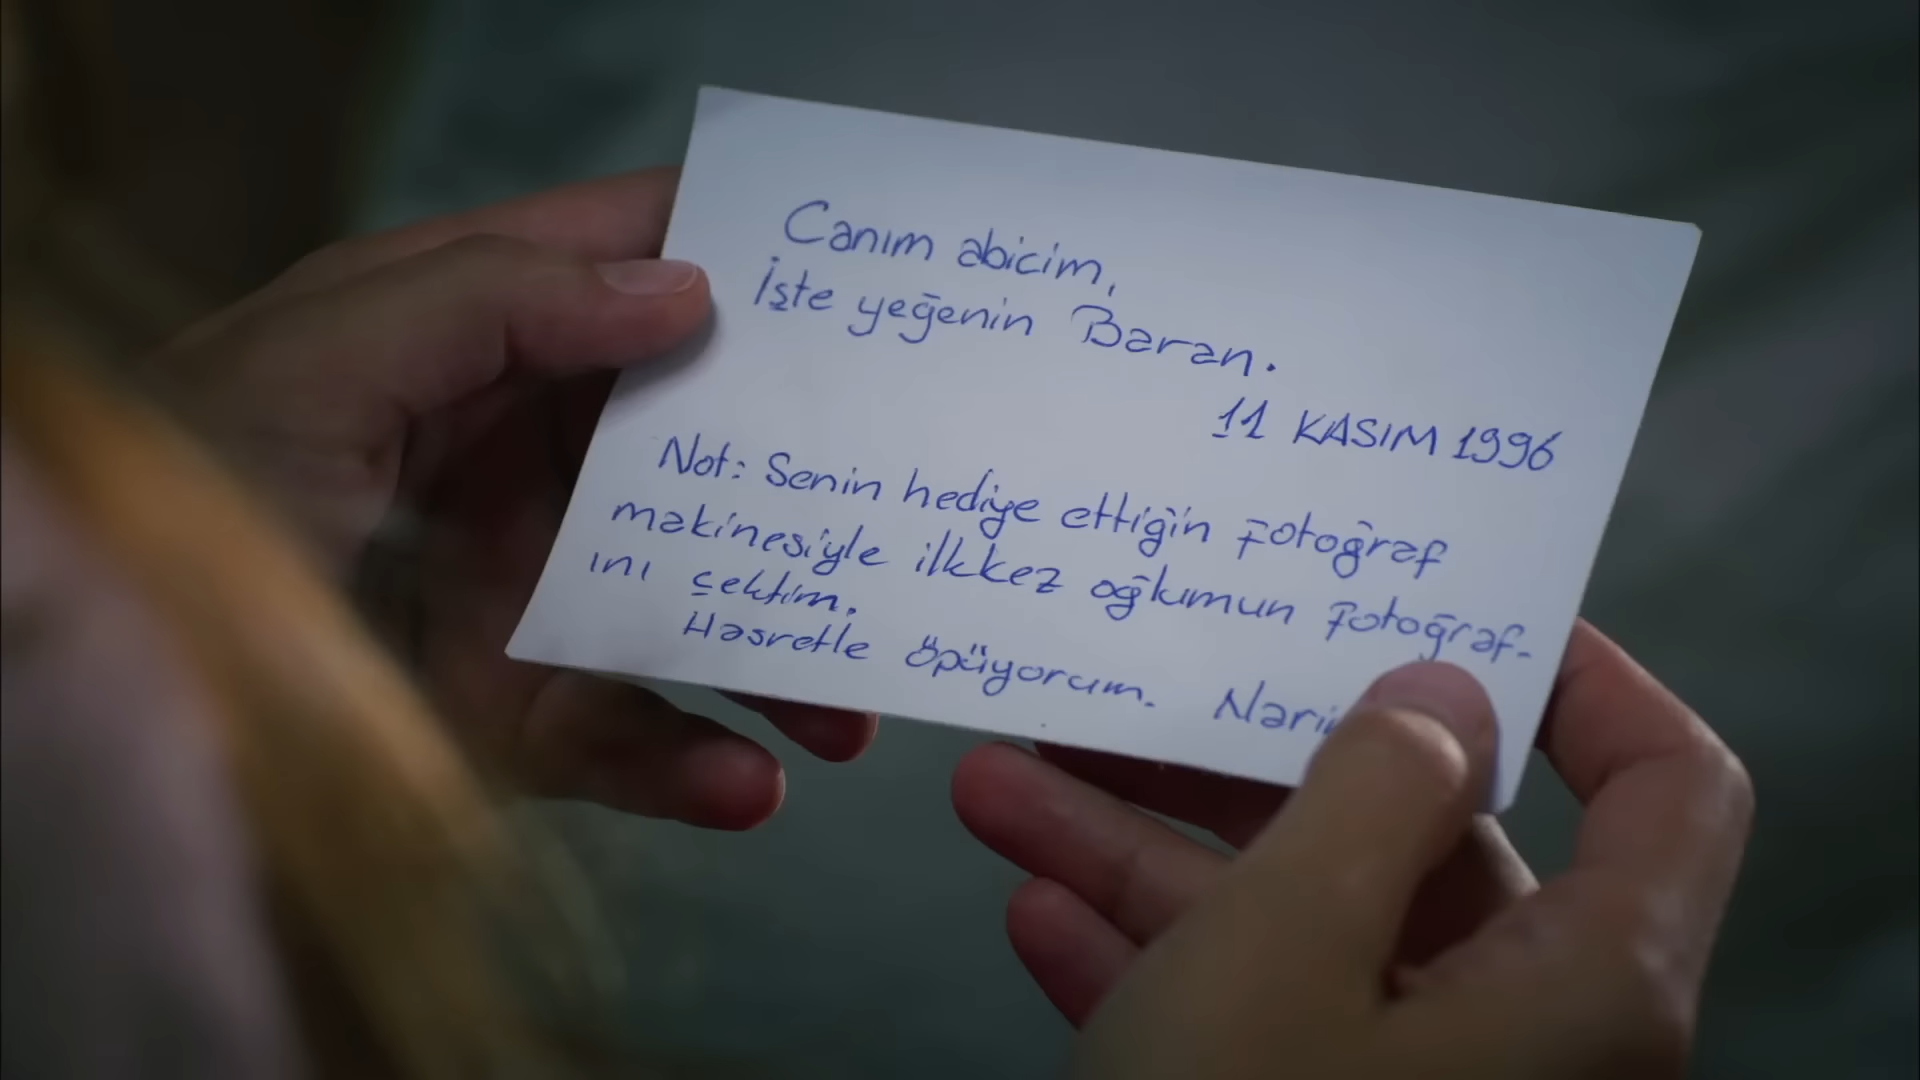 Canım abicim,
İşte yeğenin Baran.
11 KASIM 1996
Not: Senin hediye ettiğin fotoğraf
makinesiyle ilkkez oğlumun fotoğraf-
ını çektim.
Hasretle öpüyorum.